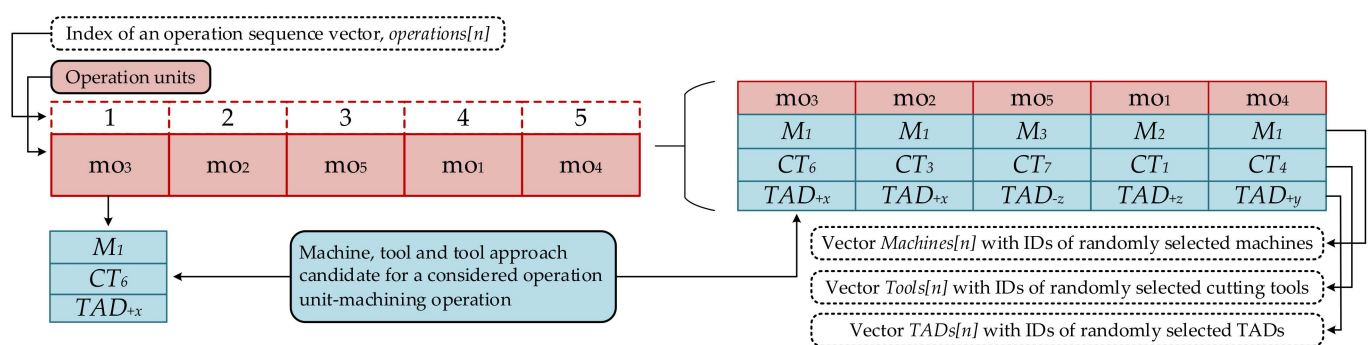 Index of an operation sequence vector, operations[n]
Operation units
1 2 3 4 5
mo3 mo2 mo5 mo1 mo4
M1
CT6
TAD+x
Machine, tool and tool approach
candidate for a considered operation
unit-machining operation
mo3 mo2 mo5 mo1 mo4
M1 M1 M3 M2 M1
CT6 CT3 CT7 CT1 CT4
TAD+x TAD+x TAD-z TAD+z TAD+y
Vector Machines[n] with IDs of randomly selected machines
Vector Tools[n] with IDs of randomly selected cutting tools
Vector TADs[n] with IDs of randomly selected TADs